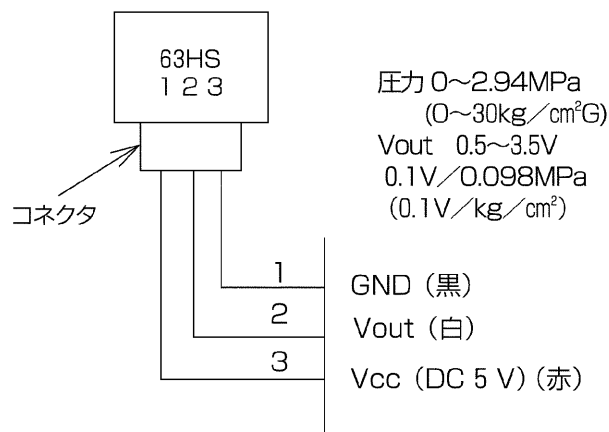 63HS
1 2 3
圧力 0～2.94MPa
(0～30kg／cm²G)
Vout 0.5～3.5V
0.1V／0.098MPa
(0.1V／kg／cm²)
コネクタ
1
GND (黒)
2
Vout (白)
3
Vcc (DC 5 V) (赤)